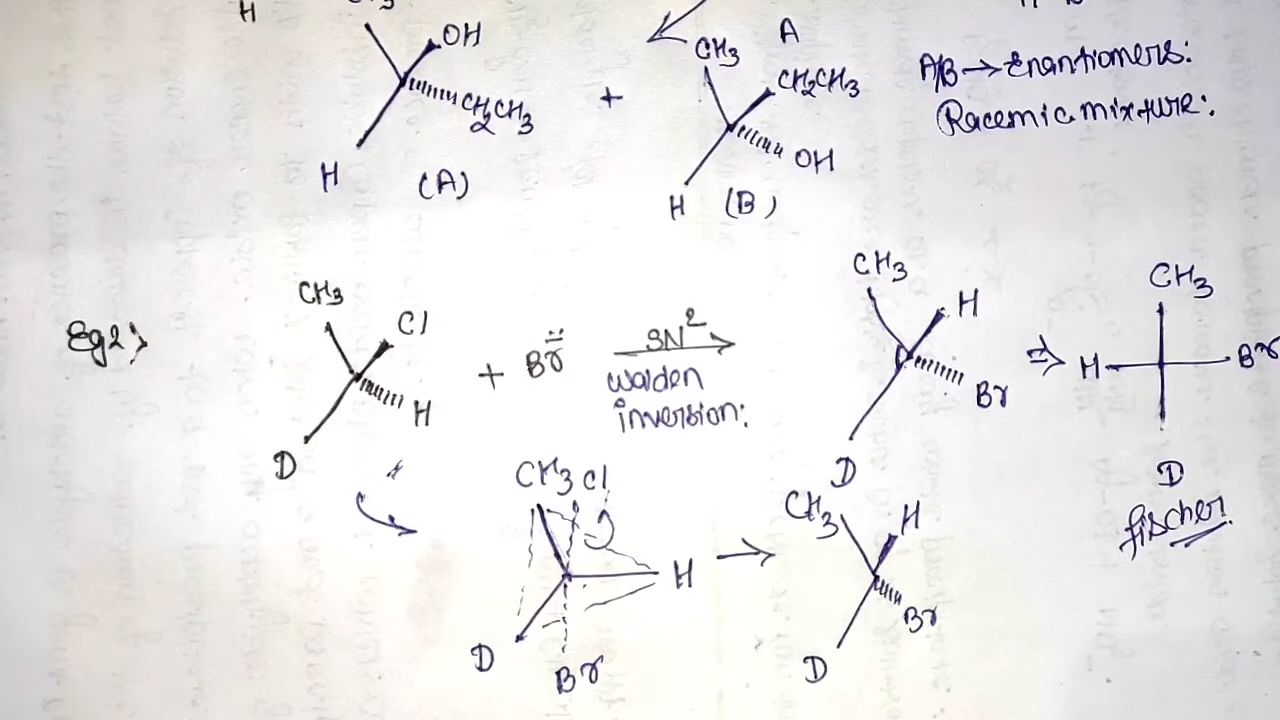 H
OH
CH2CH3
H
(A)
+
CH3
A
CH2CH3
OH
H
(B)
A/B → Enantiomers:
Racemic mixture:
Eg2>
CH3
Cl
H
D
+ Br
SN2
walden
inversion:
CH3
H
Br
D
⇒
CH3
H
Br
D
fischer
CH3 Cl
H
D
Br
→
CH3
H
Br
D